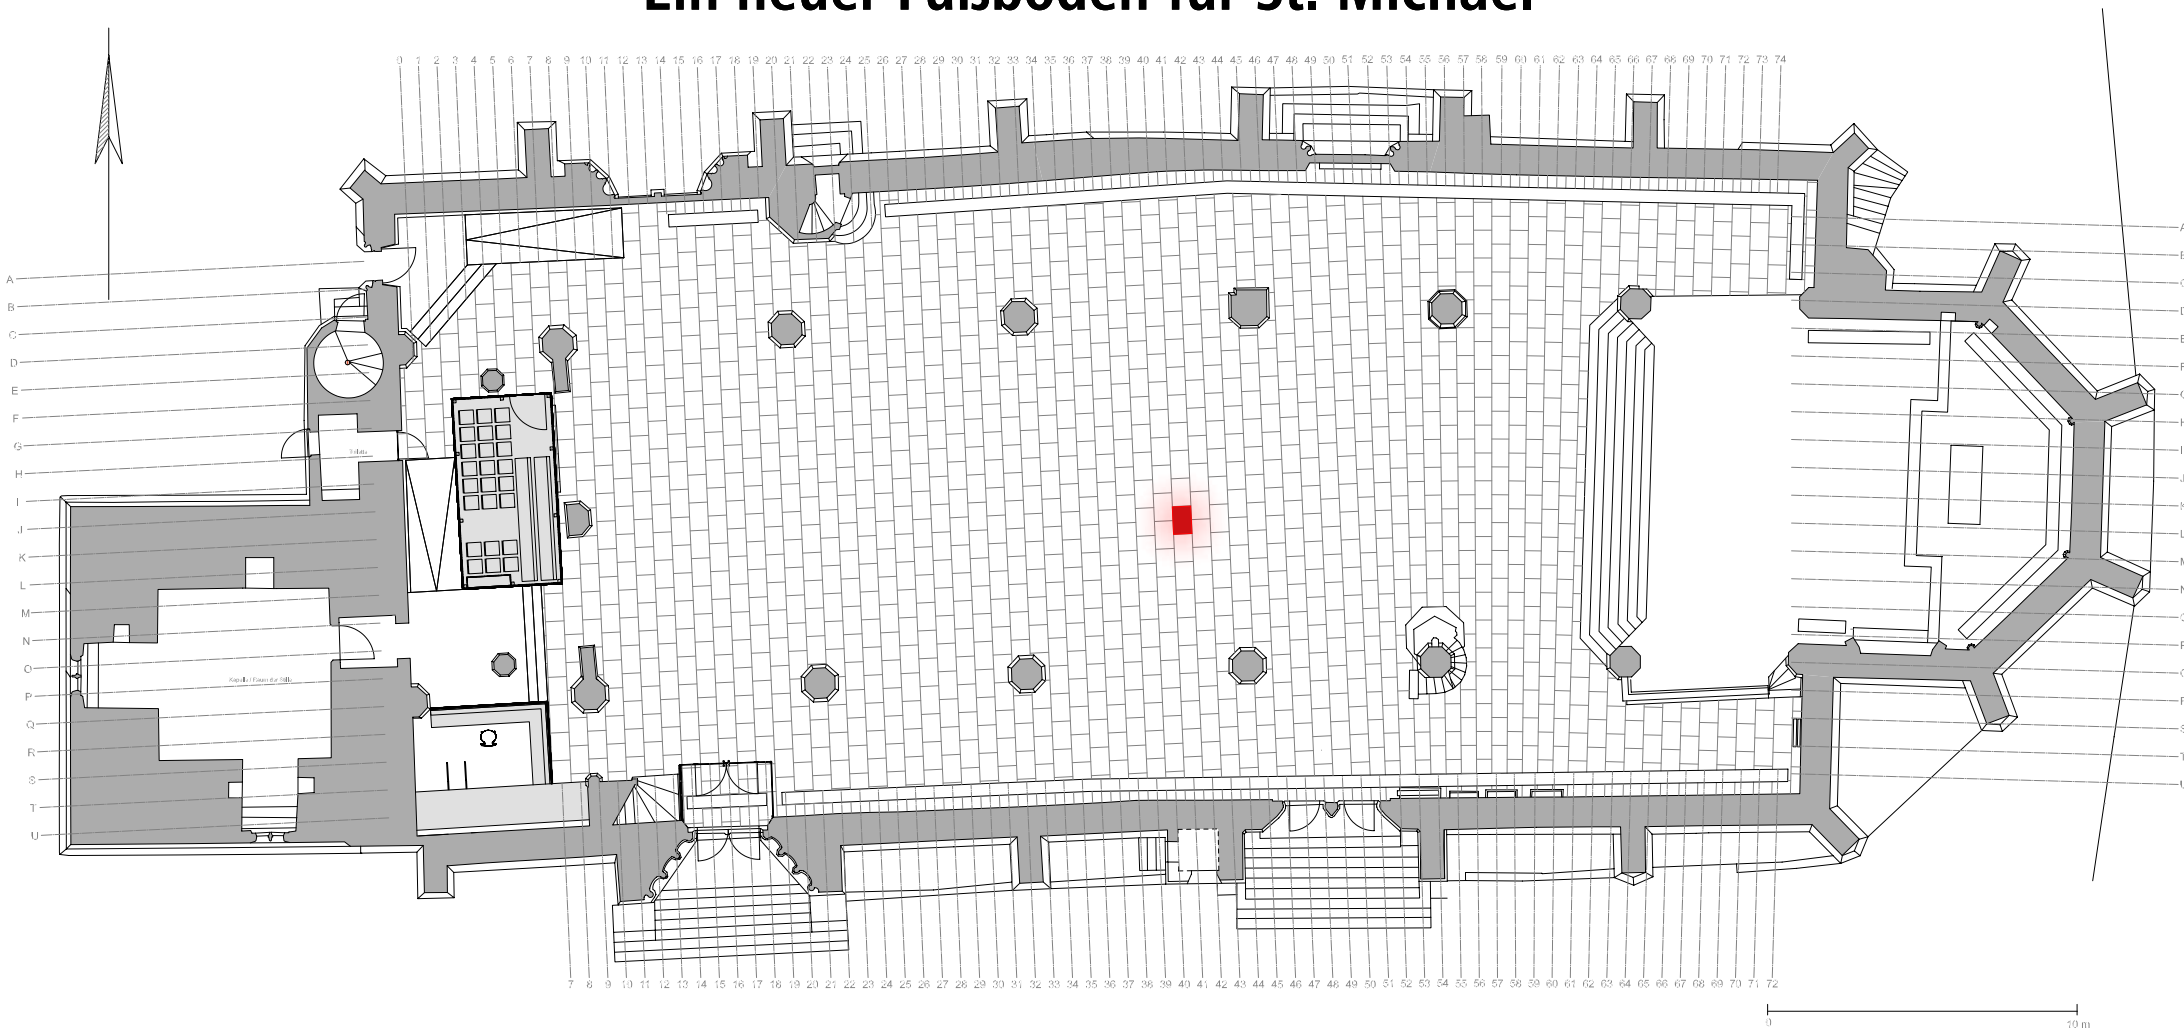 Ein neuer Fußboden für St. Michael
0 1 2 3 4 5 6 7 8 9 10 11 12 13 14 15 16 17 18 19 20 21 22 23 24 25 26 27 28 29 30 31 32 33 34 35 36 37 38 39 40 41 42 43 44 45 46 47 48 49 50 51 52 53 54 55 56 57 58 59 60 61 62 63 64 65 66 67 68 69 70 71 72 73 74
A
B
C
D
E
F
G
H
I
J
K
L
M
N
O
P
Q
R
S
T
U
Kapelle / Raum der Stille
7 8 9 10 11 12 13 14 15 16 17 18 19 20 21 22 23 24 25 26 27 28 29 30 31 32 33 34 35 36 37 38 39 40 41 42 43 44 45 46 47 48 49 50 51 52 53 54 55 56 57 58 59 60 61 62 63 64 65 66 67 68 69 70 71 72
0 10 m